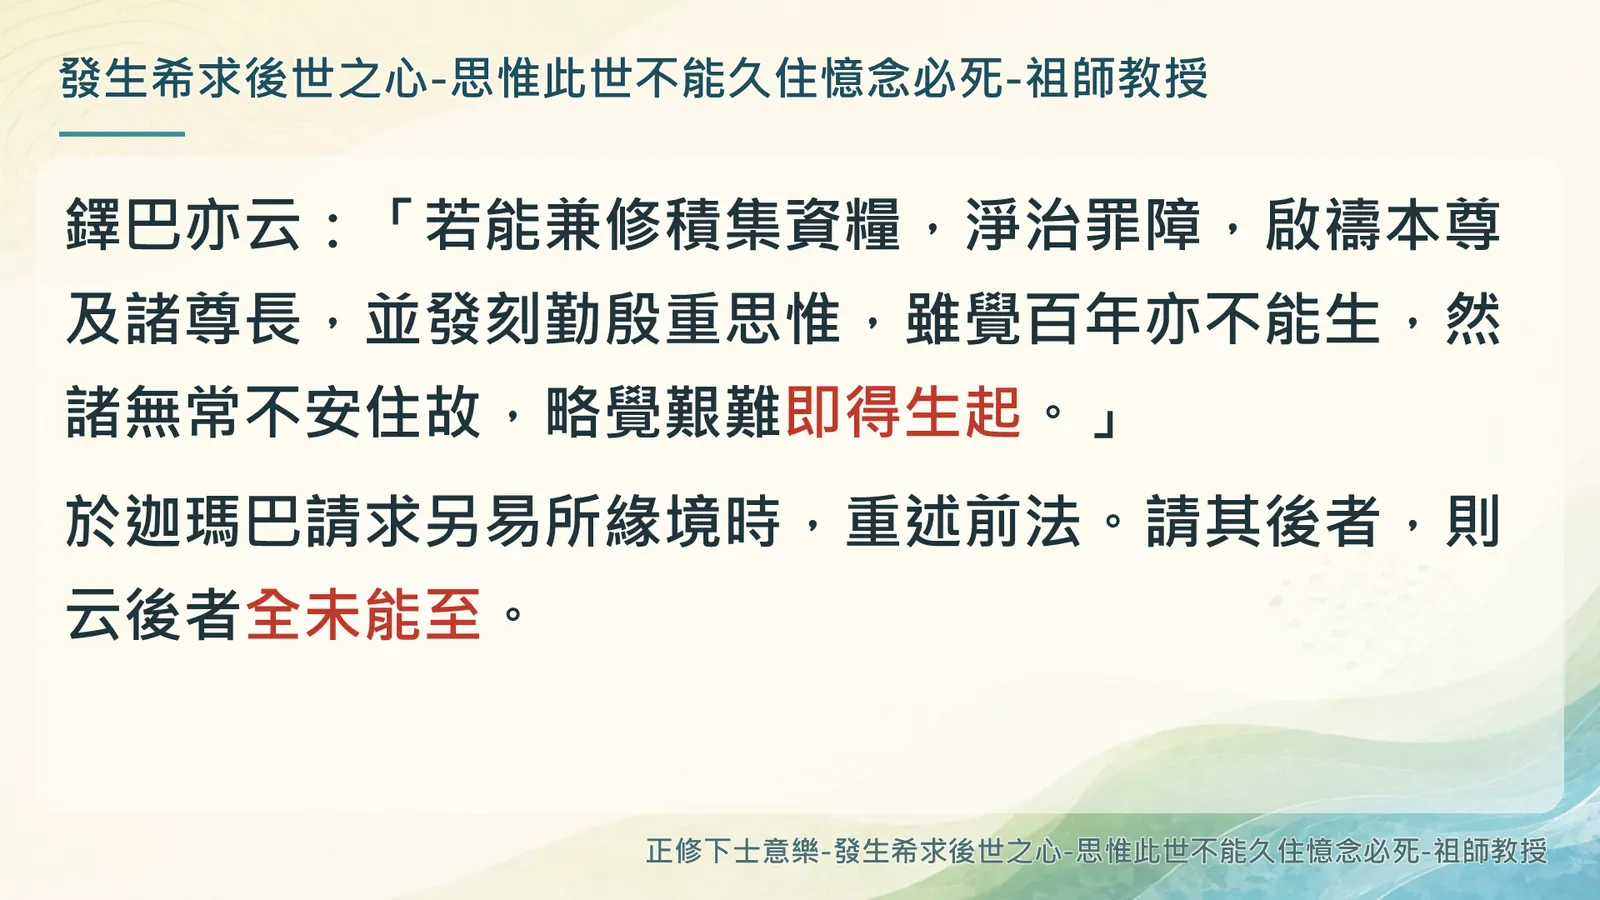 發生希求後世之心-思惟此世不能久住憶念必死-祖師教授
鐸巴亦云：「若能兼修積集資糧，淨治罪障，啟禱本尊
及諸尊長，並發刻勤殷重思惟，雖覺百年亦不能生，然
諸無常不安住故，略覺艱難即得生起。」
於迦瑪巴請求另易所緣境時，重述前法。請其後者，則
云後者全未能至。
正修下士意樂-發生希求後世之心-思惟此世不能久住憶念必死-祖師教授